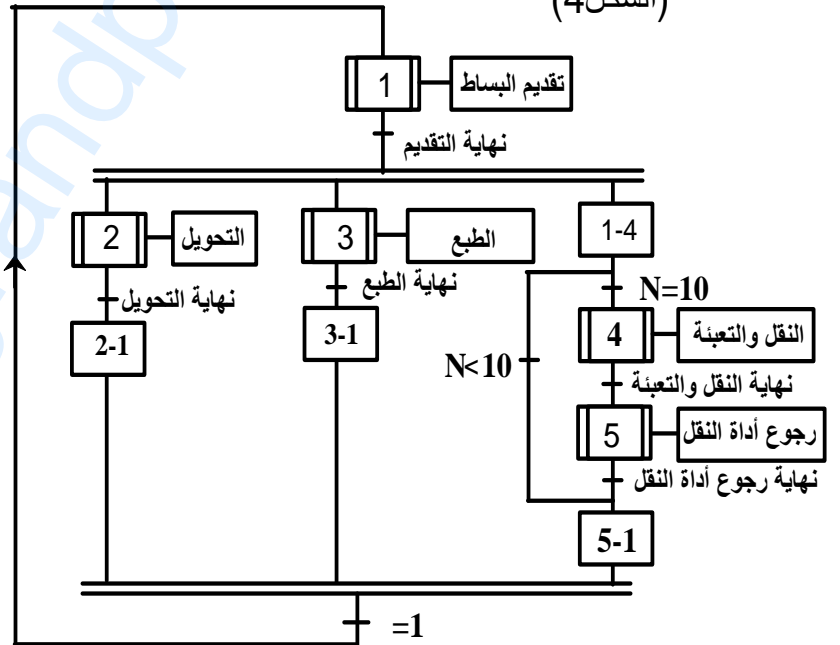 (الشكل4)
1 تقديم البساط
نهاية التقديم
2 التحويل
3 الطبع
1-4
نهاية التحويل
نهاية الطبع
N=10
2-1
3-1
N<10
4 النقل والتعبئة
نهاية النقل والتعبئة
5 رجوع أداة النقل
نهاية رجوع أداة النقل
5-1
=1